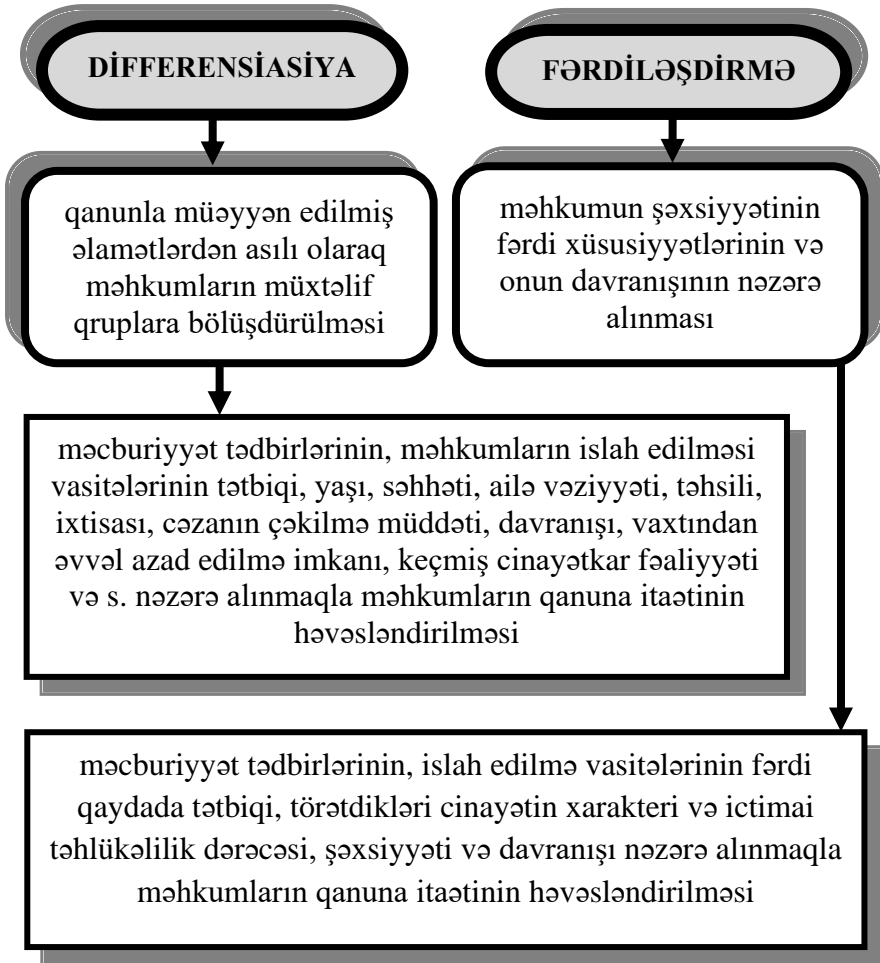 DİFFERENSİASİYA
qanunla müəyyən edilmiş
əlamətlərdən asılı olaraq
məhkumların müxtəlif
qruplara bölüşdürülməsi
FƏRDİLƏŞDİRMƏ
məhkumun şəxsiyyətinin
fərdi xüsusiyyətlərinin və
onun davranışının nəzərə
alınması
məcburiyyət tədbirlərinin, məhkumların islah edilməsi
vasitələrinin tətbiqi, yaşı, səhhəti, ailə vəziyyəti, təhsili,
ixtisası, cəzanın çəkilmə müddəti, davranışı, vaxtından
əvvəl azad edilmə imkanı, keçmiş cinayətkar fəaliyyəti
və s. nəzərə alınmaqla məhkumların qanuna itaətinin
həvəsləndirilməsi
məcburiyyət tədbirlərinin, islah edilmə vasitələrinin fərdi
qaydada tətbiqi, törətdikləri cinayətin xarakteri və ictimai
təhlükəlilik dərəcəsi, şəxsiyyəti və davranışı nəzərə alınmaqla
məhkumların qanuna itaətinin həvəsləndirilməsi